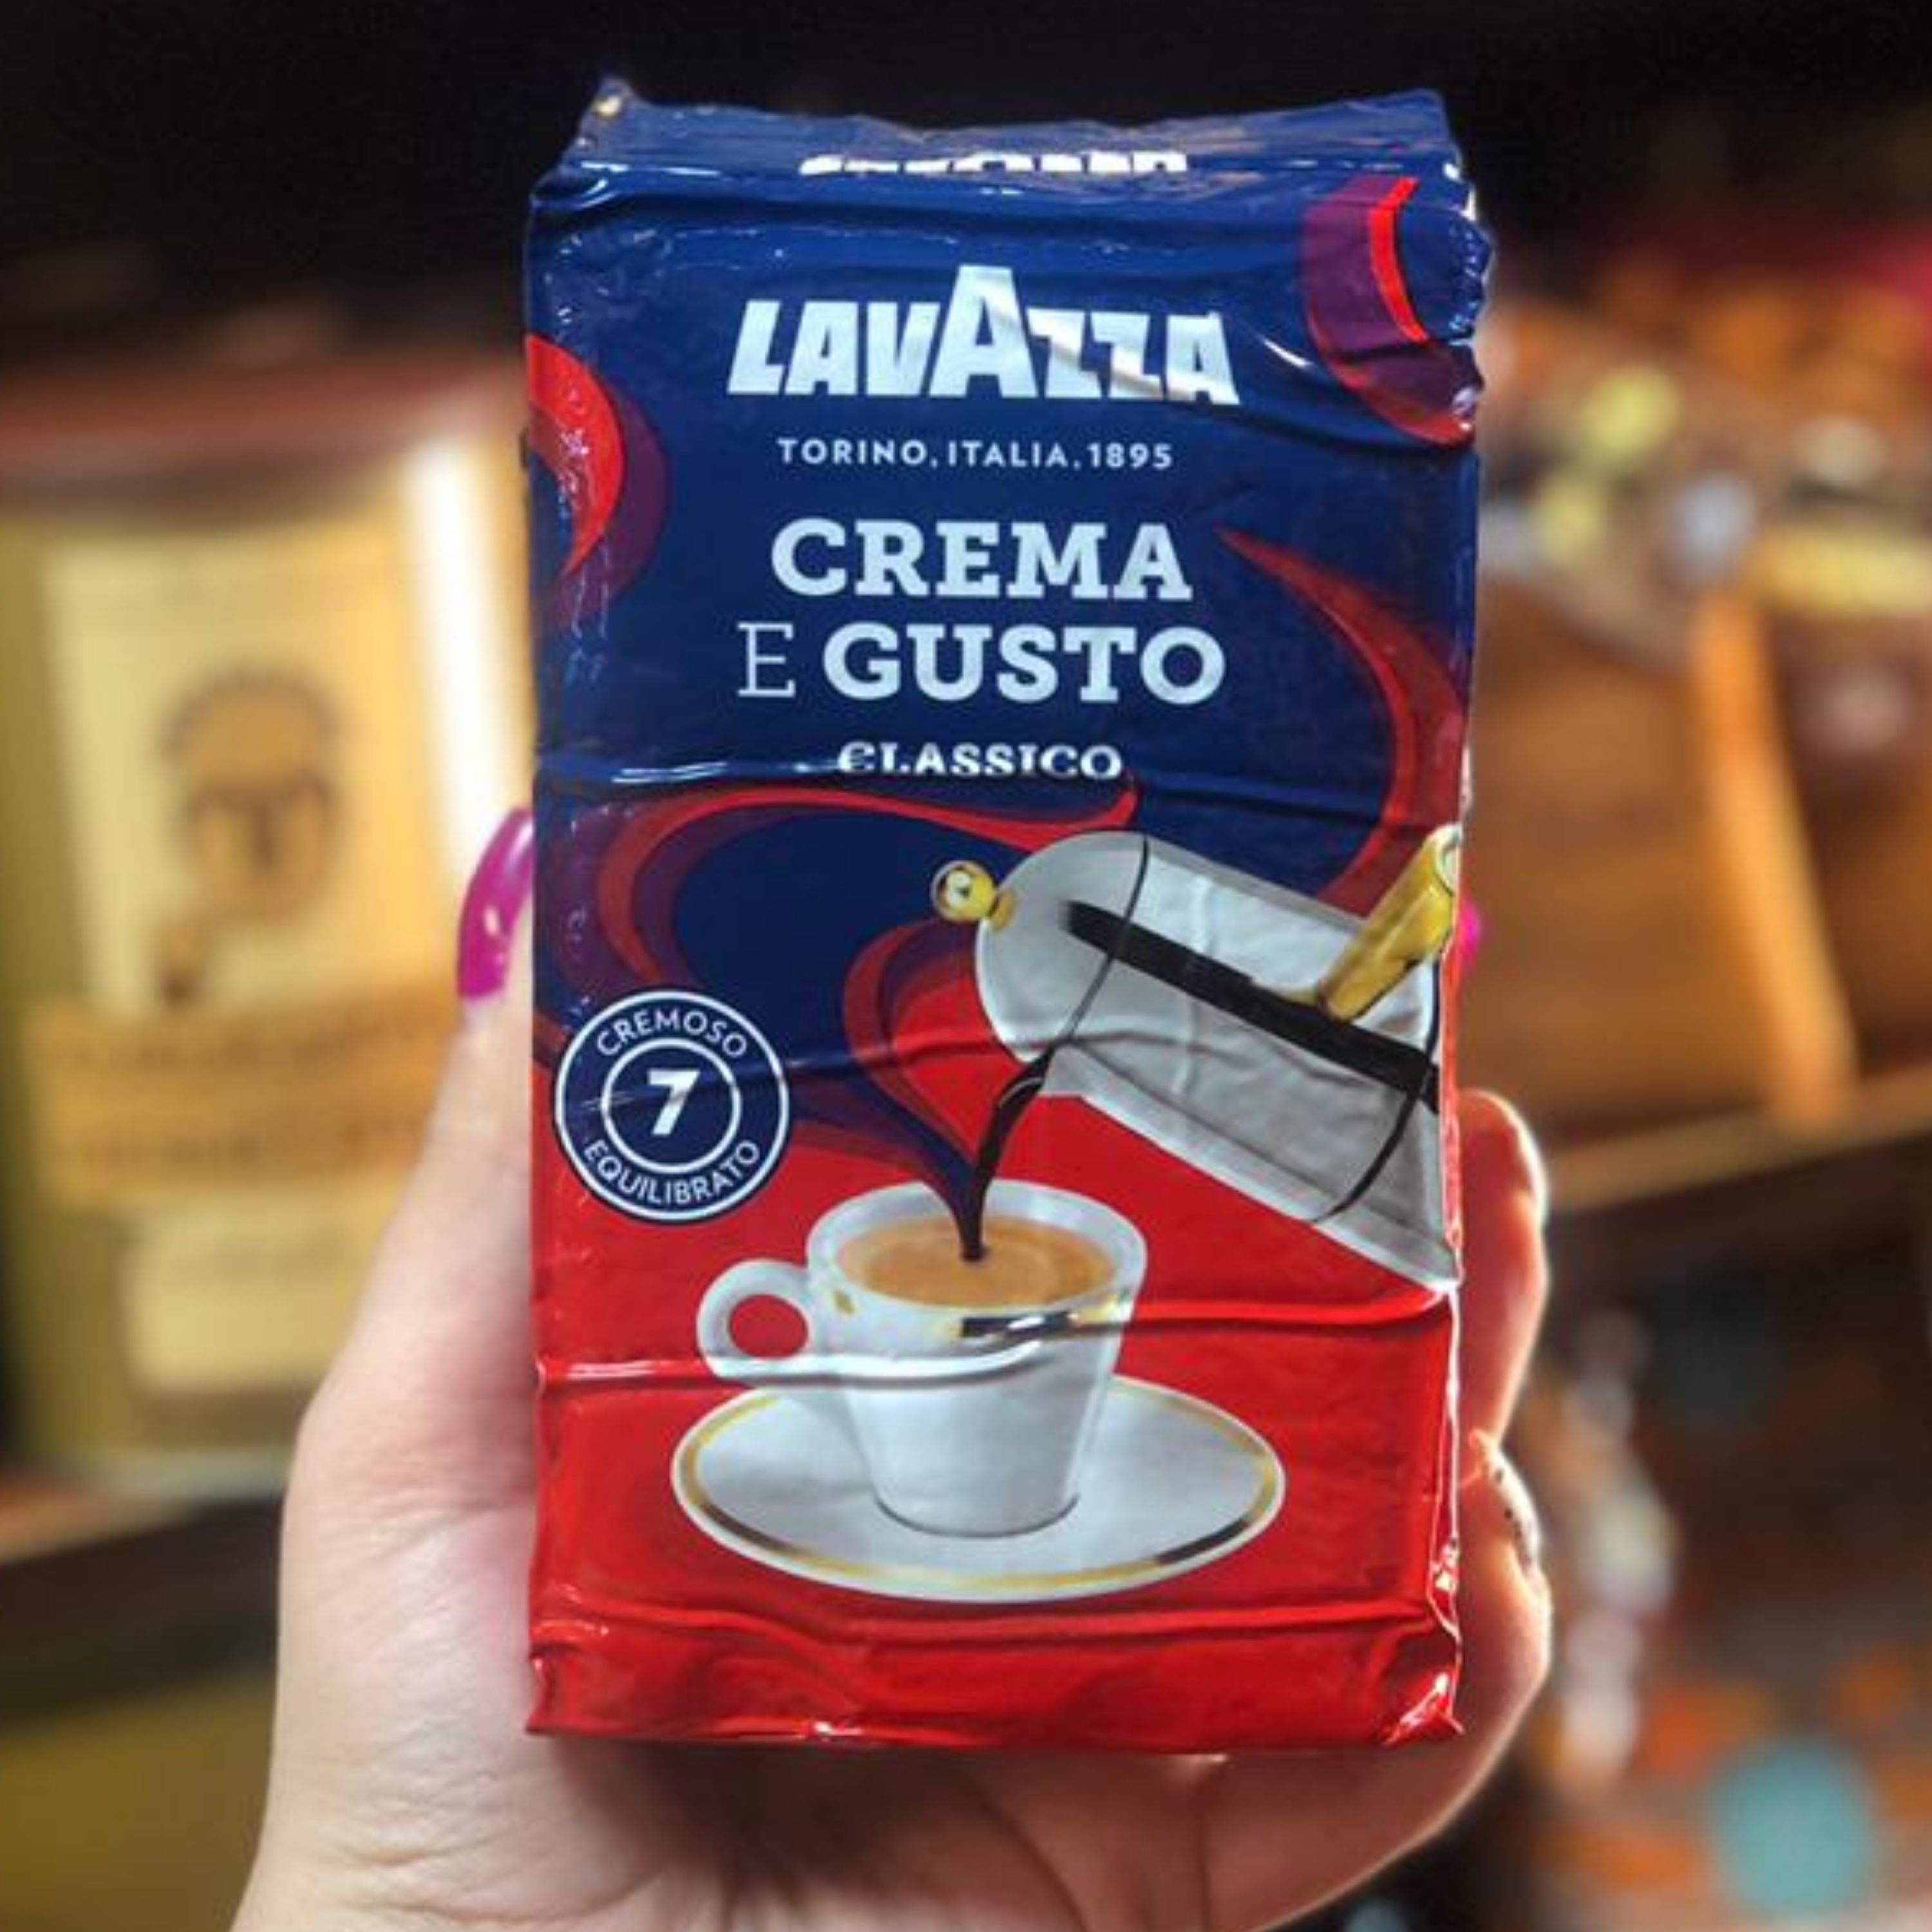 LAVAZZA
TORINO, ITALIA, 1895
CREMA
E GUSTO
CLASSICO
CREMOSO
7
EQUILIBRATO